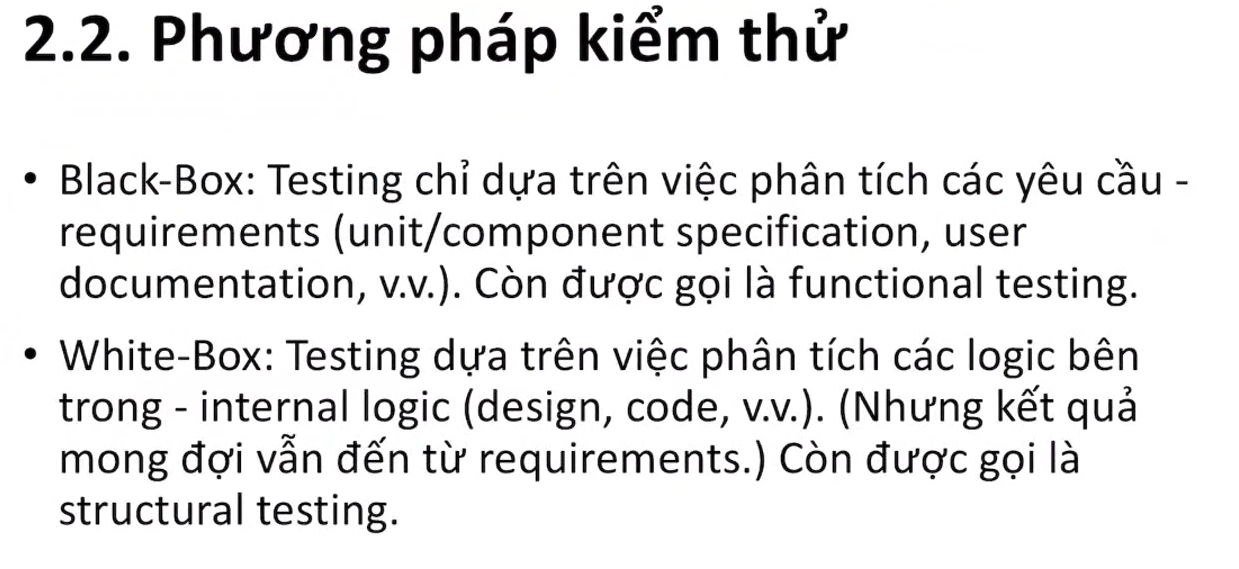 2.2. Phương pháp kiểm thử
• Black-Box: Testing chỉ dựa trên việc phân tích các yêu cầu -
requirements (unit/component specification, user
documentation, v.v.). Còn được gọi là functional testing.
• White-Box: Testing dựa trên việc phân tích các logic bên
trong - internal logic (design, code, v.v.). (Nhưng kết quả
mong đợi vẫn đến từ requirements.) Còn được gọi là
structural testing.